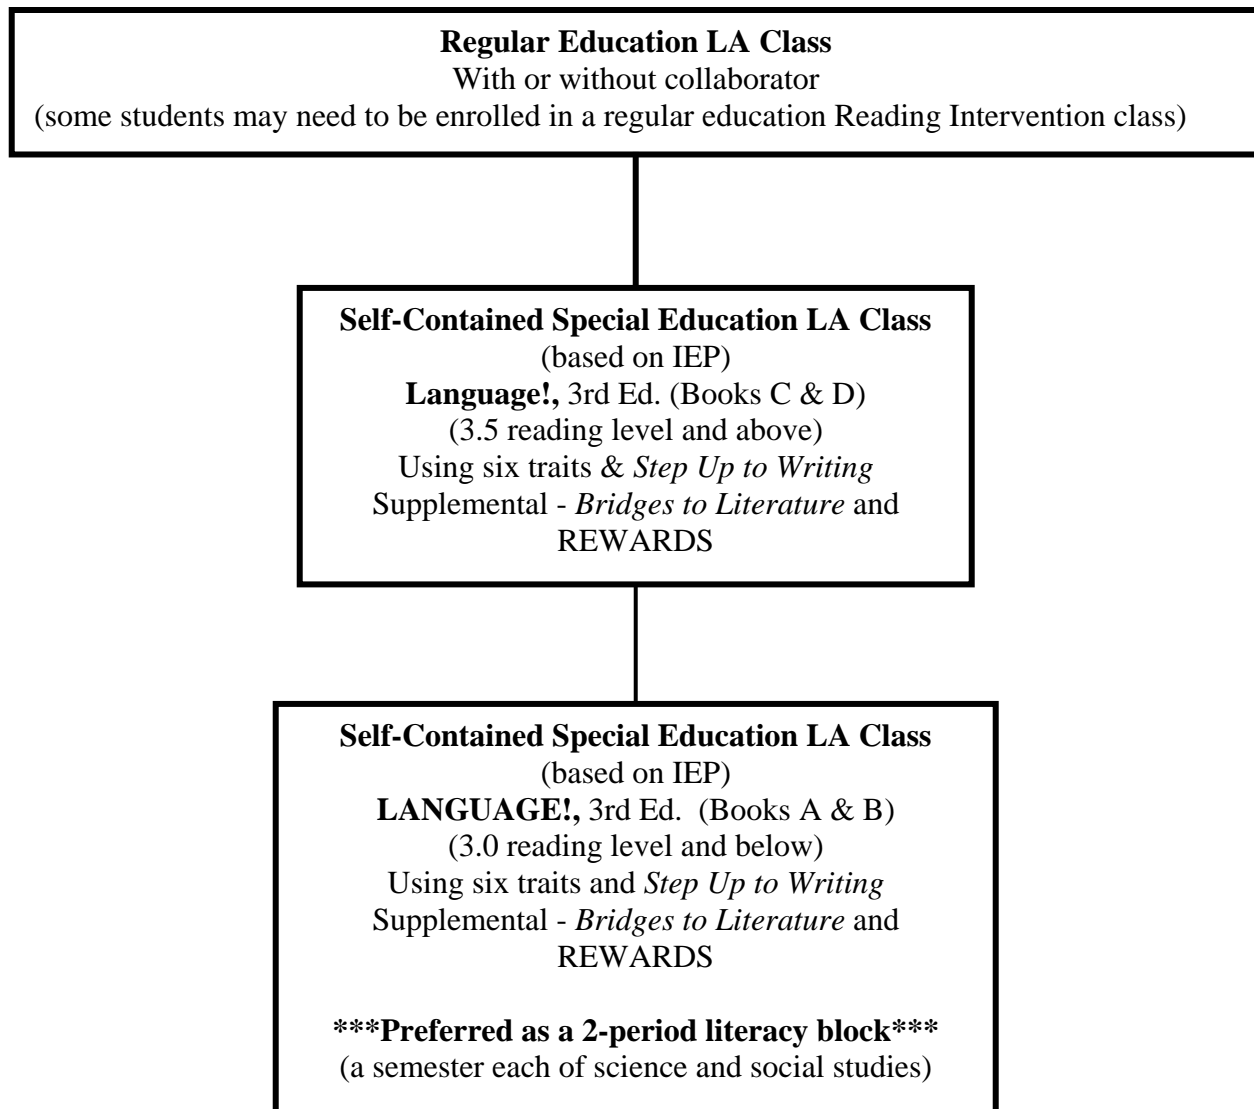 Regular Education LA Class
With or without collaborator
(some students may need to be enrolled in a regular education Reading Intervention class)
Self-Contained Special Education LA Class
(based on IEP)
Language!, 3rd Ed. (Books C & D)
(3.5 reading level and above)
Using six traits & Step Up to Writing
Supplemental - Bridges to Literature and
REWARDS
Self-Contained Special Education LA Class
(based on IEP)
LANGUAGE!, 3rd Ed.  (Books A & B)
(3.0 reading level and below)
Using six traits and Step Up to Writing
Supplemental - Bridges to Literature and
REWARDS
***Preferred as a 2-period literacy block***
(a semester each of science and social studies)